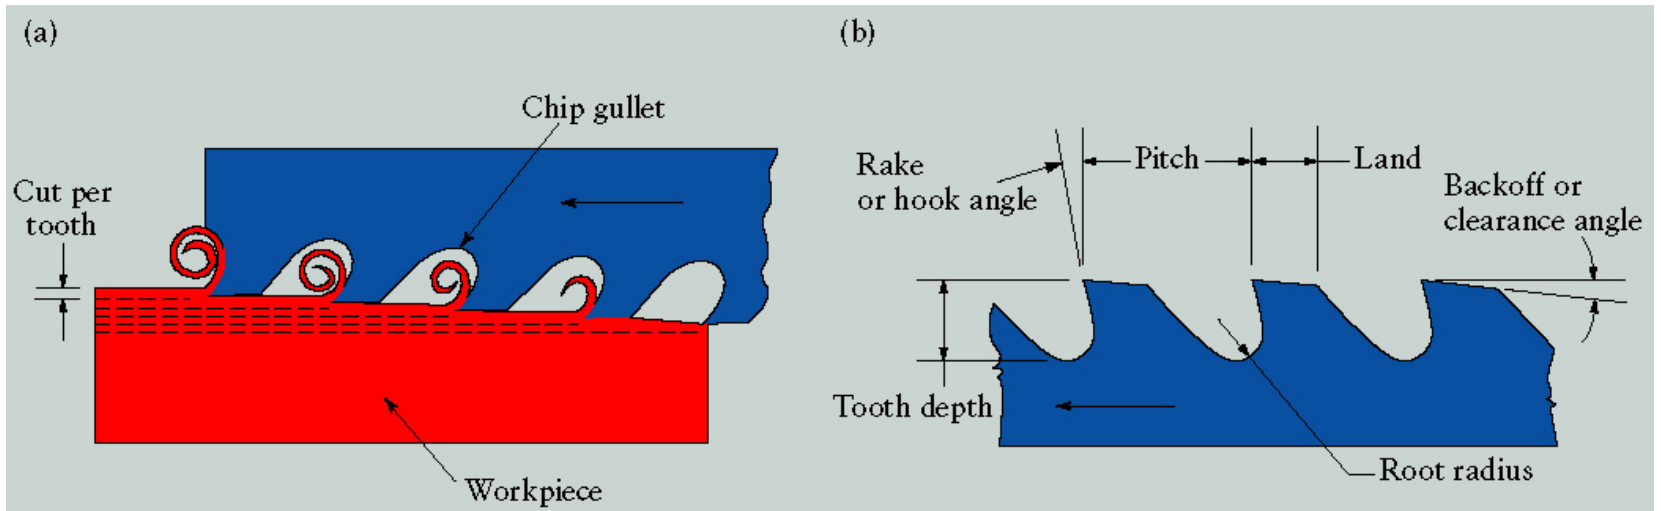 (a)
Chip gullet
Cut per
tooth
Workpiece
(b)
Rake
or hook angle
Pitch
Land
Backoff or
clearance angle
Tooth depth
Root radius